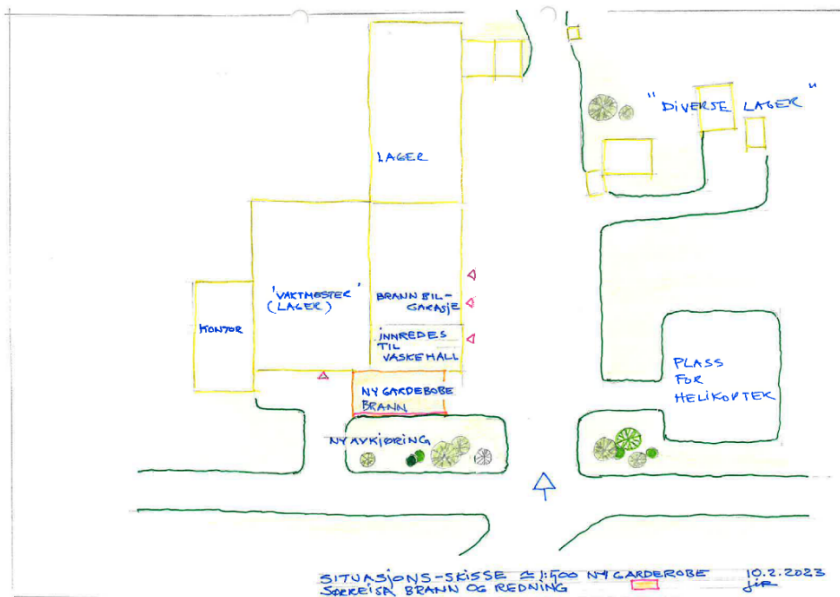 "DIVERSE LAGER"
LAGER
'VAKTMESTER'
(LAGER)
BRANN BIL-
GARASJE
KONTOR
INNREDES
TIL
VASKEHALL
PLASS
FOR
HELIKOPTER
NY GARDEROBE
BRANN
NY AVKJØRING
SITUASJONS-SKISSE ≃ 1:500 NY GARDEROBE
10.2.2023
SØRREISA BRANN OG REDNING